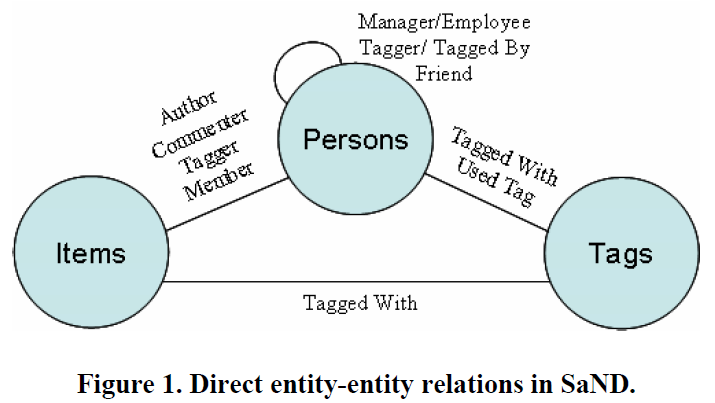 Manager/Employee
Tagger/ Tagged By
Friend
Author
Commenter
Tagger
Member
Persons
Tagged With
Used Tag
Items
Tags
Tagged With
Figure 1. Direct entity-entity relations in SaND.